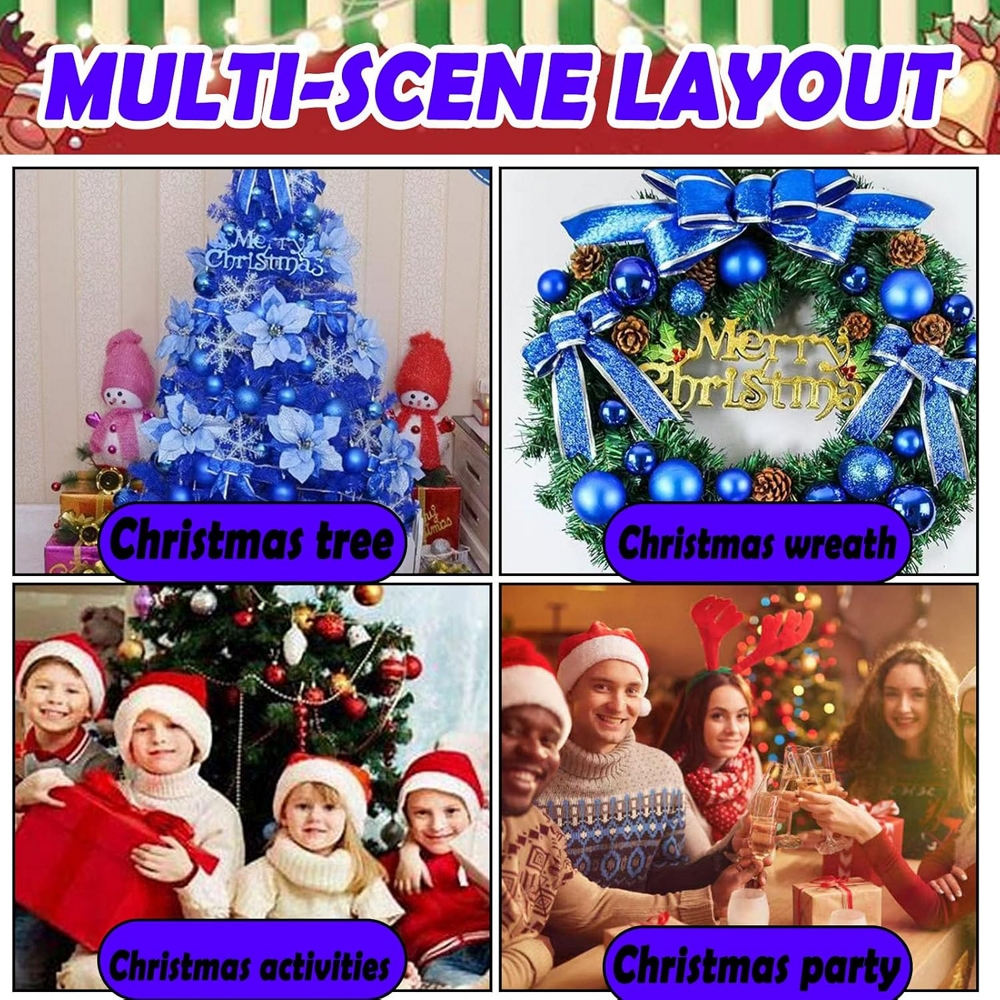 MULTI-SCENE LAYOUT
Merry
Christmas
Merry
Christmas
Christmas tree
Christmas wreath
Christmas activities
Christmas party